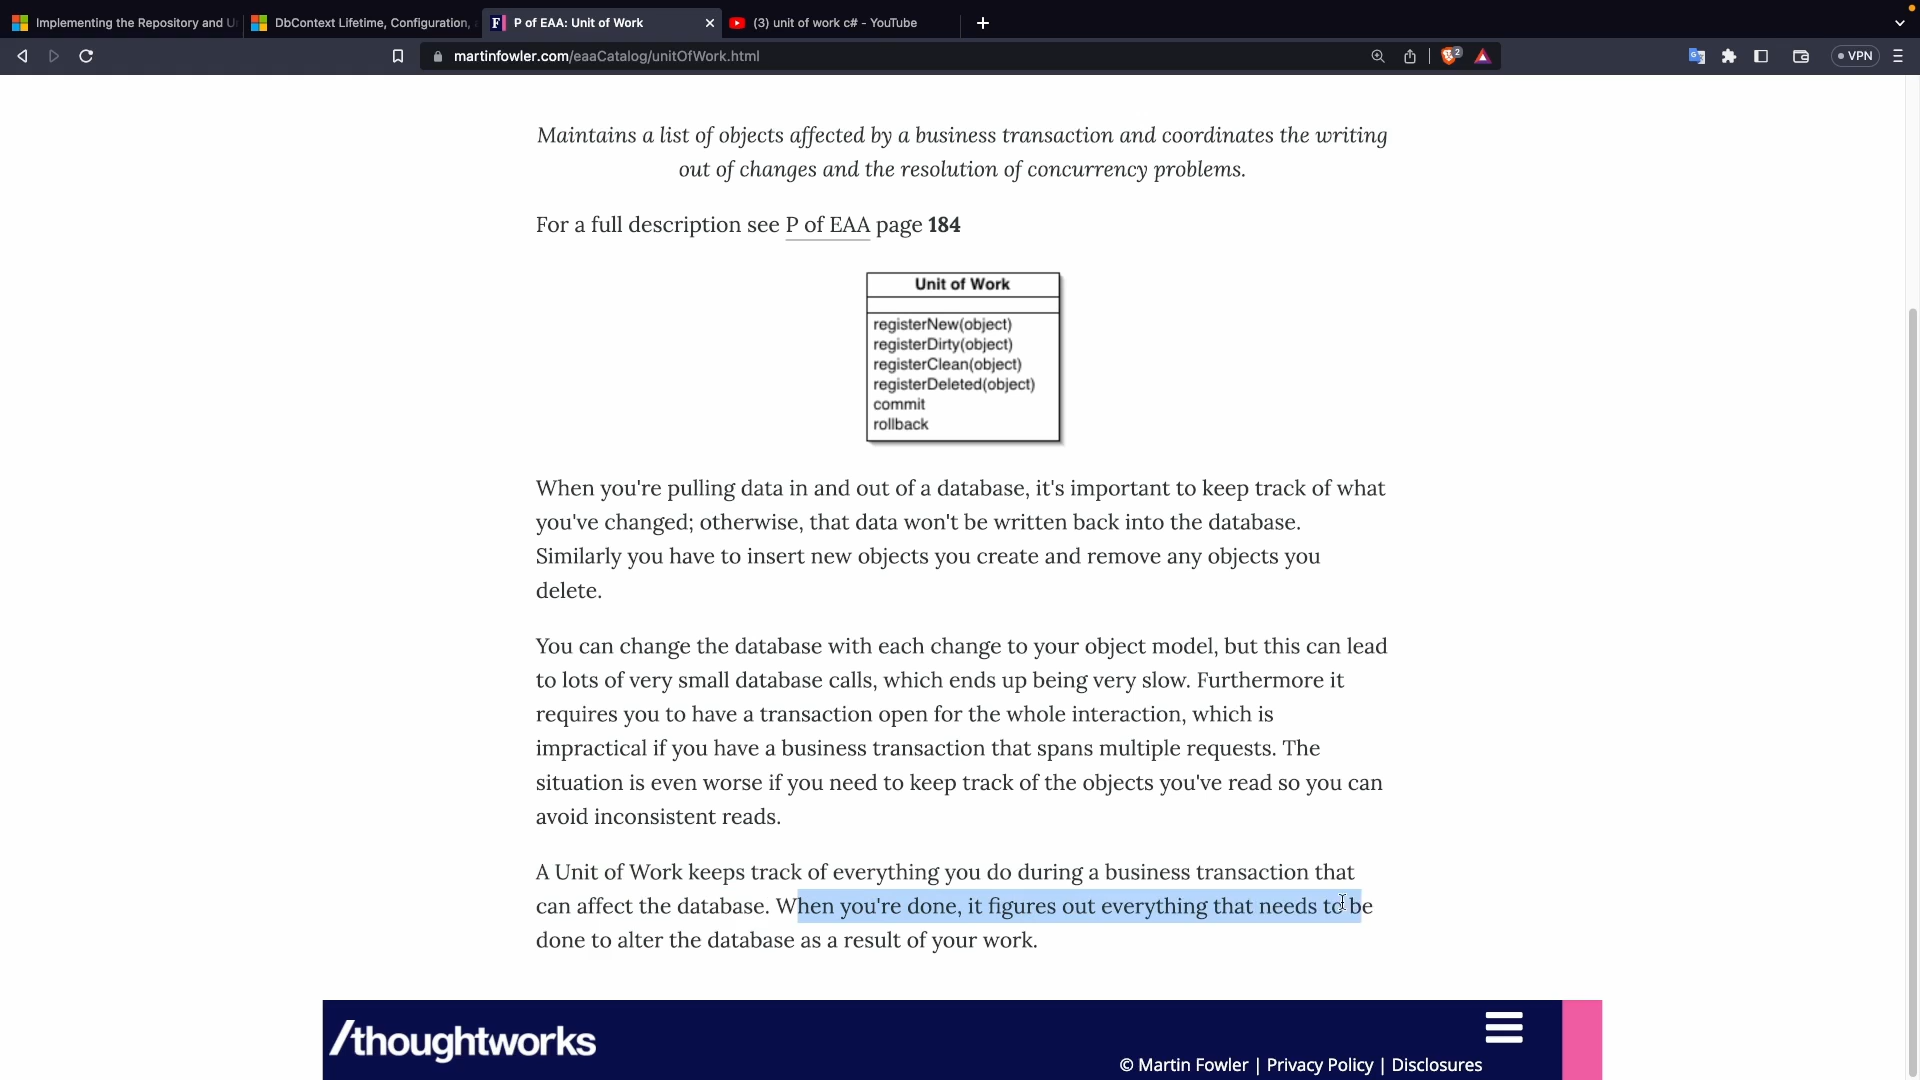 Implementing the Repository and U
DbContext Lifetime, Configuration,
P of EAA: Unit of Work
(3) unit of work c# - YouTube
martinfowler.com/eaaCatalog/unitOfWork.html
2
VPN
Maintains a list of objects affected by a business transaction and coordinates the writing
out of changes and the resolution of concurrency problems.
For a full description see P of EAA page 184
Unit of Work
registerNew(object)
registerDirty(object)
registerClean(object)
registerDeleted(object)
commit
rollback
When you're pulling data in and out of a database, it's important to keep track of what
you've changed; otherwise, that data won't be written back into the database.
Similarly you have to insert new objects you create and remove any objects you
delete.
You can change the database with each change to your object model, but this can lead
to lots of very small database calls, which ends up being very slow. Furthermore it
requires you to have a transaction open for the whole interaction, which is
impractical if you have a business transaction that spans multiple requests. The
situation is even worse if you need to keep track of the objects you've read so you can
avoid inconsistent reads.
A Unit of Work keeps track of everything you do during a business transaction that
can affect the database. When you're done, it figures out everything that needs to be
done to alter the database as a result of your work.
/thoughtworks
© Martin Fowler | Privacy Policy | Disclosures